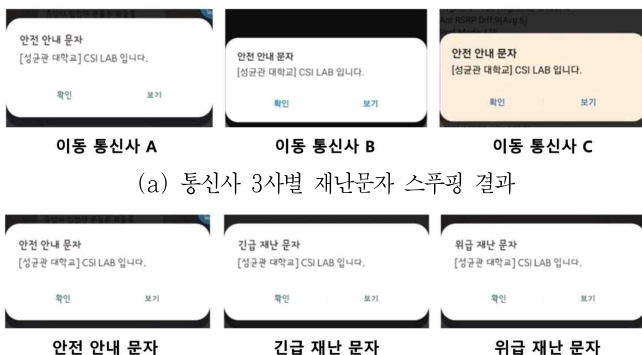 Ant RSRP Diff:9(Avg:6)
안전 안내 문자
[성균관 대학교] CSI LAB 입니다.
확인 보기
안전 안내 문자
[성균관 대학교] CSI LAB 입니다.
확인 보기
안전 안내 문자
[성균관 대학교] CSI LAB 입니다.
확인 보기
이동 통신사 A
이동 통신사 B
이동 통신사 C
(a) 통신사 3사별 재난문자 스푸핑 결과
안전 안내 문자
[성균관 대학교] CSI LAB 입니다.
확인 보기
긴급 재난 문자
[성균관 대학교] CSI LAB 입니다.
확인 보기
위급 재난 문자
[성균관 대학교] CSI LAB 입니다.
확인 보기
안전 안내 문자
긴급 재난 문자
위급 재난 문자